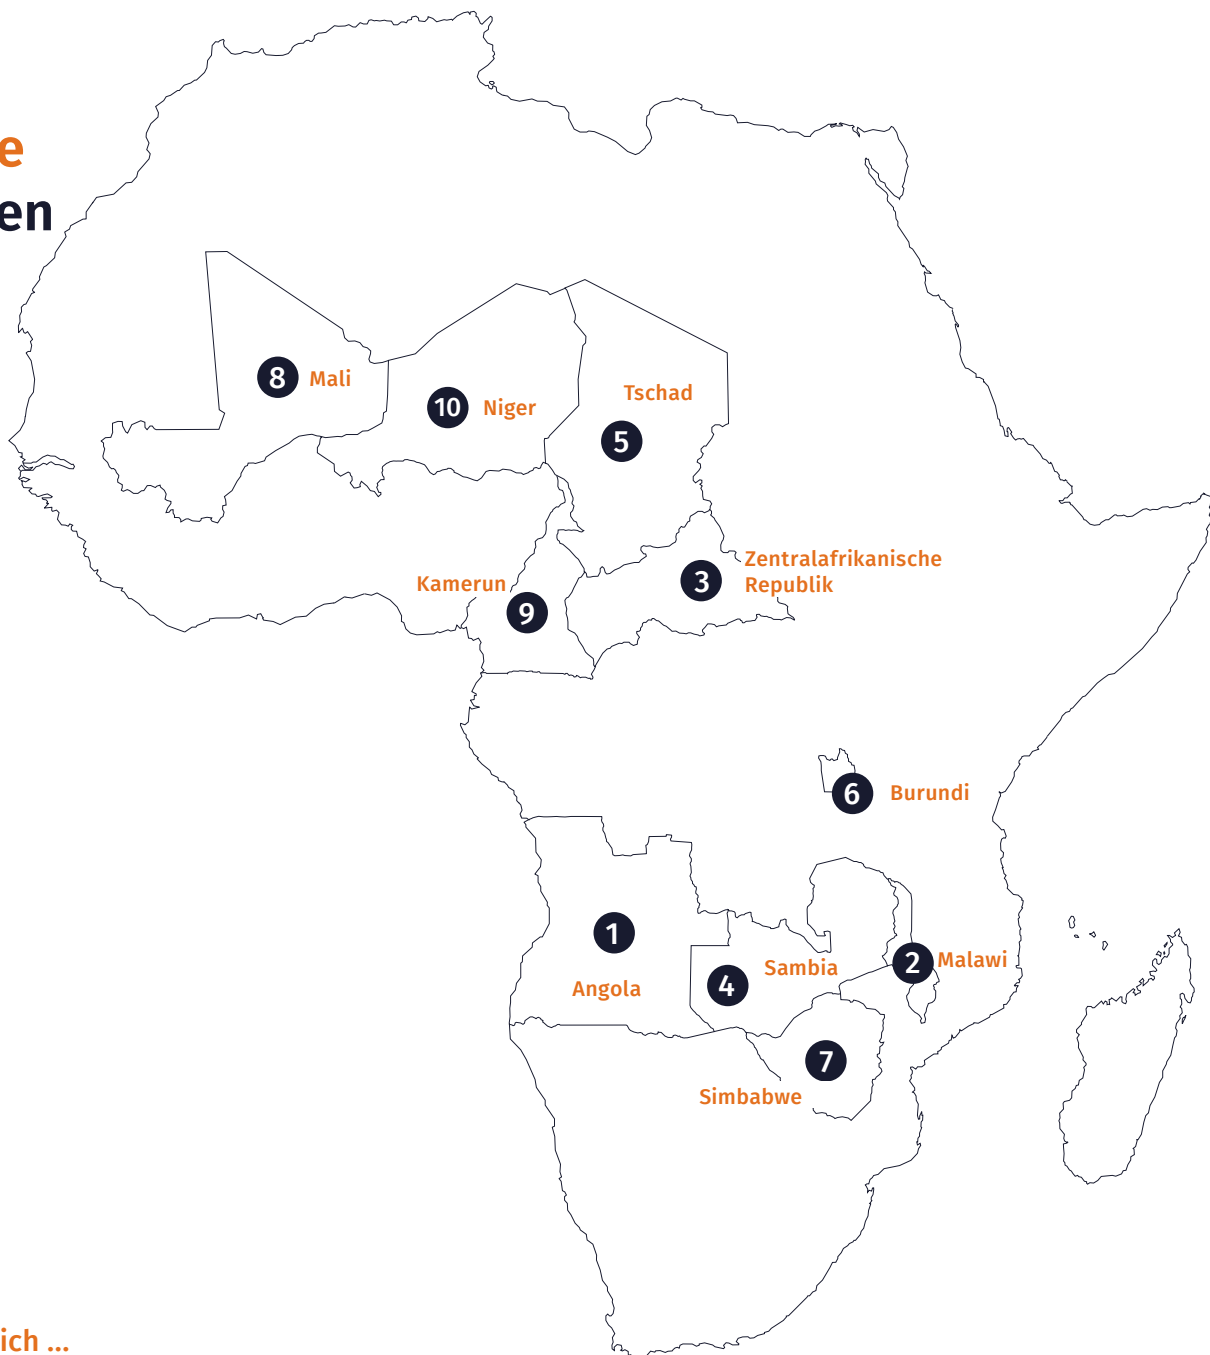 e
en
8 Mali
10 Niger
Tschad
5
Zentralafrikanische
Republik
3
Kamerun
9
6 Burundi
1
Angola
2 Malawi
Sambia
4
7
Simbabwe
ich ...